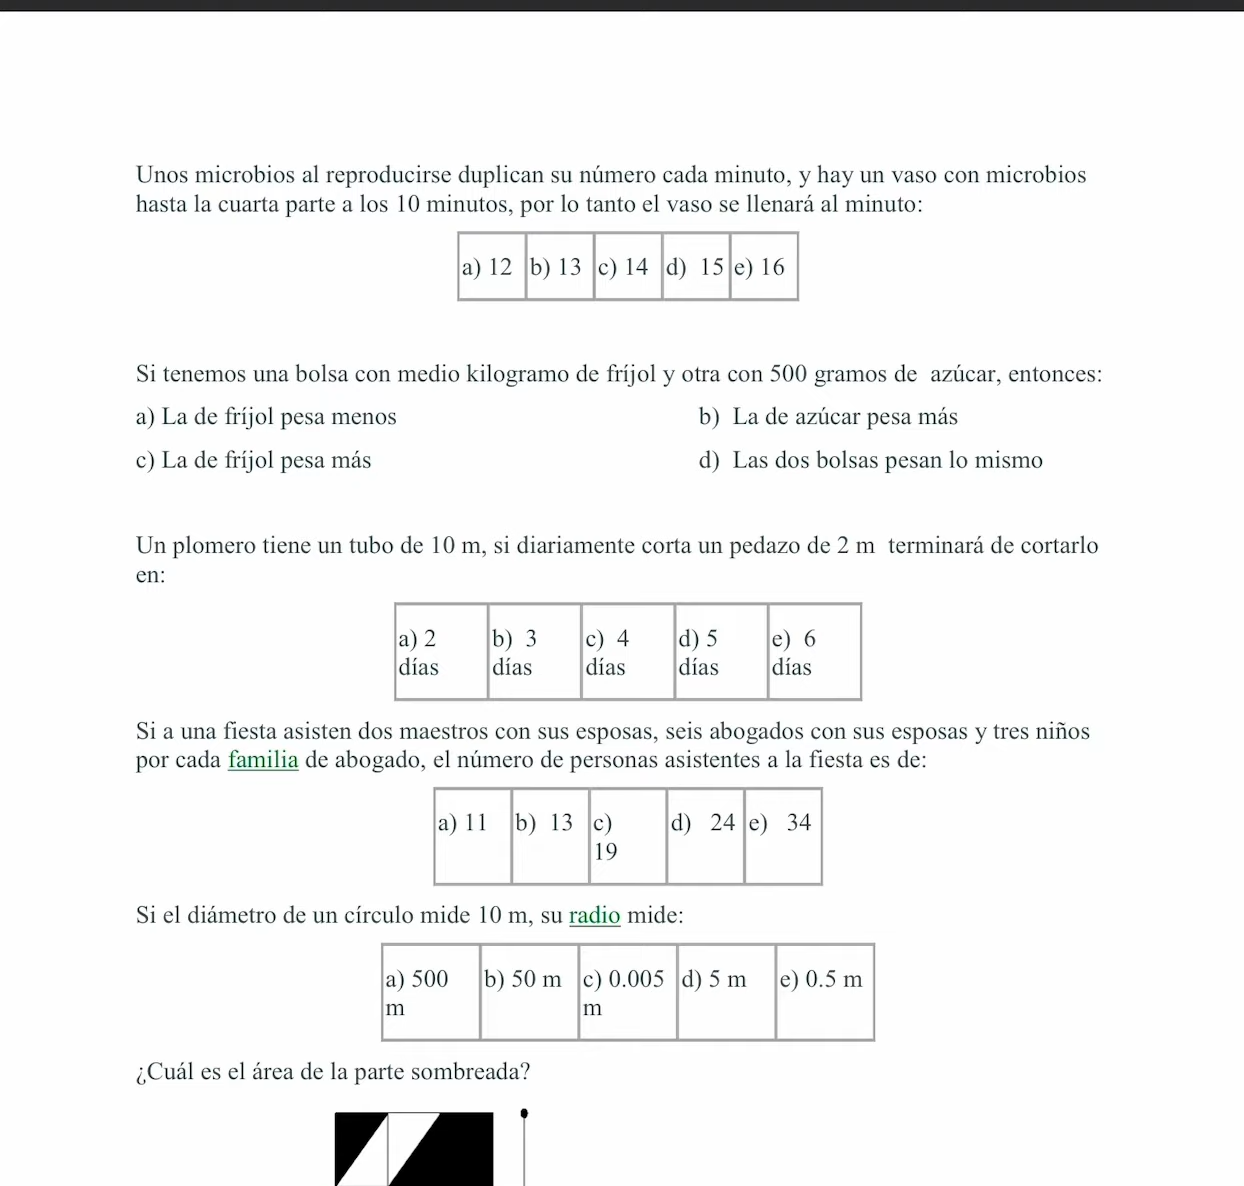 Unos microbios al reproducirse duplican su número cada minuto, y hay un vaso con microbios
hasta la cuarta parte a los 10 minutos, por lo tanto el vaso se llenará al minuto:
a) 12 b) 13 c) 14 d) 15 e) 16
Si tenemos una bolsa con medio kilogramo de fríjol y otra con 500 gramos de azúcar, entonces:
a) La de fríjol pesa menos b) La de azúcar pesa más
c) La de fríjol pesa más d) Las dos bolsas pesan lo mismo
Un plomero tiene un tubo de 10 m, si diariamente corta un pedazo de 2 m terminará de cortarlo
en:
a) 2 b) 3 c) 4 d) 5 e) 6
días días días días días
Si a una fiesta asisten dos maestros con sus esposas, seis abogados con sus esposas y tres niños
por cada familia de abogado, el número de personas asistentes a la fiesta es de:
a) 11 b) 13 c) d) 24 e) 34
19
Si el diámetro de un círculo mide 10 m, su radio mide:
a) 500 b) 50 m c) 0.005 d) 5 m e) 0.5 m
m m
¿Cuál es el área de la parte sombreada?